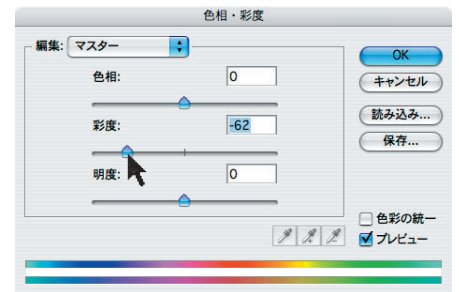 色相・彩度
編集: マスター
色相: 0
彩度: -62
明度: 0
OK
キャンセル
読み込み...
保存...
色彩の統一
プレビュー